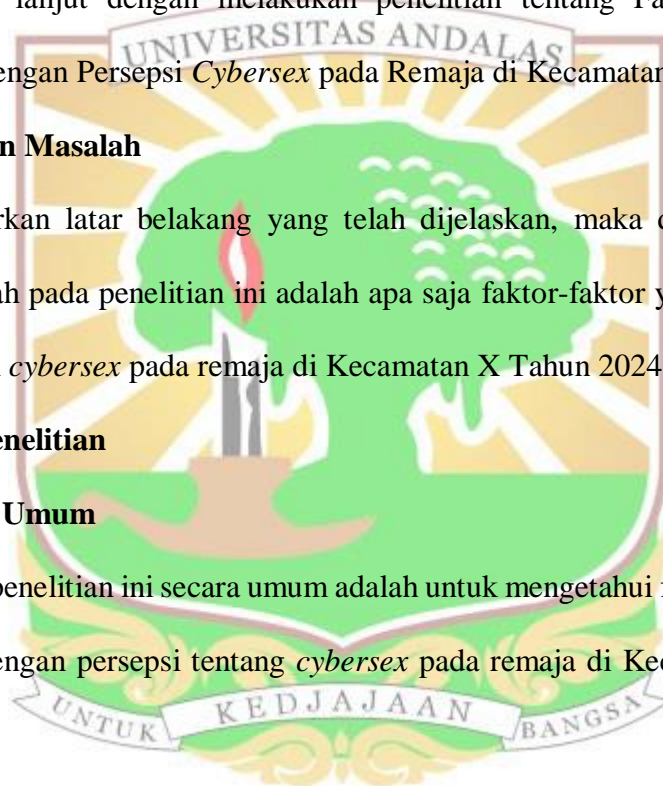 lanjut dengan melakukan penelitian tentang
UNIVERSITAS ANDALAS
engan Persepsi Cybersex pada Remaja di Kecamatan
n Masalah
rkan latar belakang yang telah dijelaskan, maka
ah pada penelitian ini adalah apa saja faktor-faktor y
cybersex pada remaja di Kecamatan X Tahun 2024
enelitian
Umum
penelitian ini secara umum adalah untuk mengetahui
engan persepsi tentang cybersex pada remaja di Kec
UNTUK KEDJAJAAN BANGSA